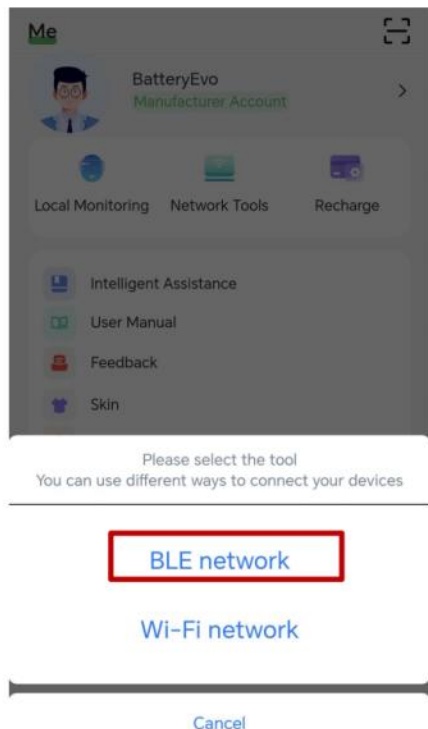 Me
BatteryEvo
Manufacturer Account
Local Monitoring Network Tools Recharge
Intelligent Assistance
User Manual
Feedback
Skin
Please select the tool
You can use different ways to connect your devices
BLE network
Wi-Fi network
Cancel